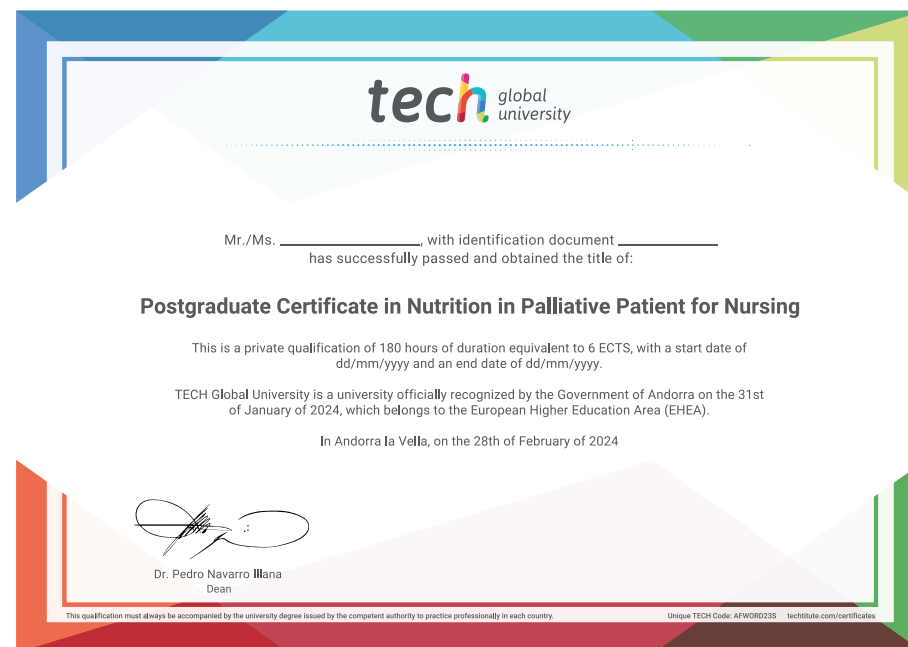 tech global university
Mr./Ms. ____________________, with identification document ______________
has successfully passed and obtained the title of:
Postgraduate Certificate in Nutrition in Palliative Patient for Nursing
This is a private qualification of 180 hours of duration equivalent to 6 ECTS, with a start date of
dd/mm/yyyy and an end date of dd/mm/yyyy.
TECH Global University is a university officially recognized by the Government of Andorra on the 31st
of January of 2024, which belongs to the European Higher Education Area (EHEA).
In Andorra la Vella, on the 28th of February of 2024
Dr. Pedro Navarro Illana
Dean
This qualification must always be accompanied by the university degree issued by the competent authority to practice professionally in each country.
Unique TECH Code: AFWORD23S techtitute.com/certificates